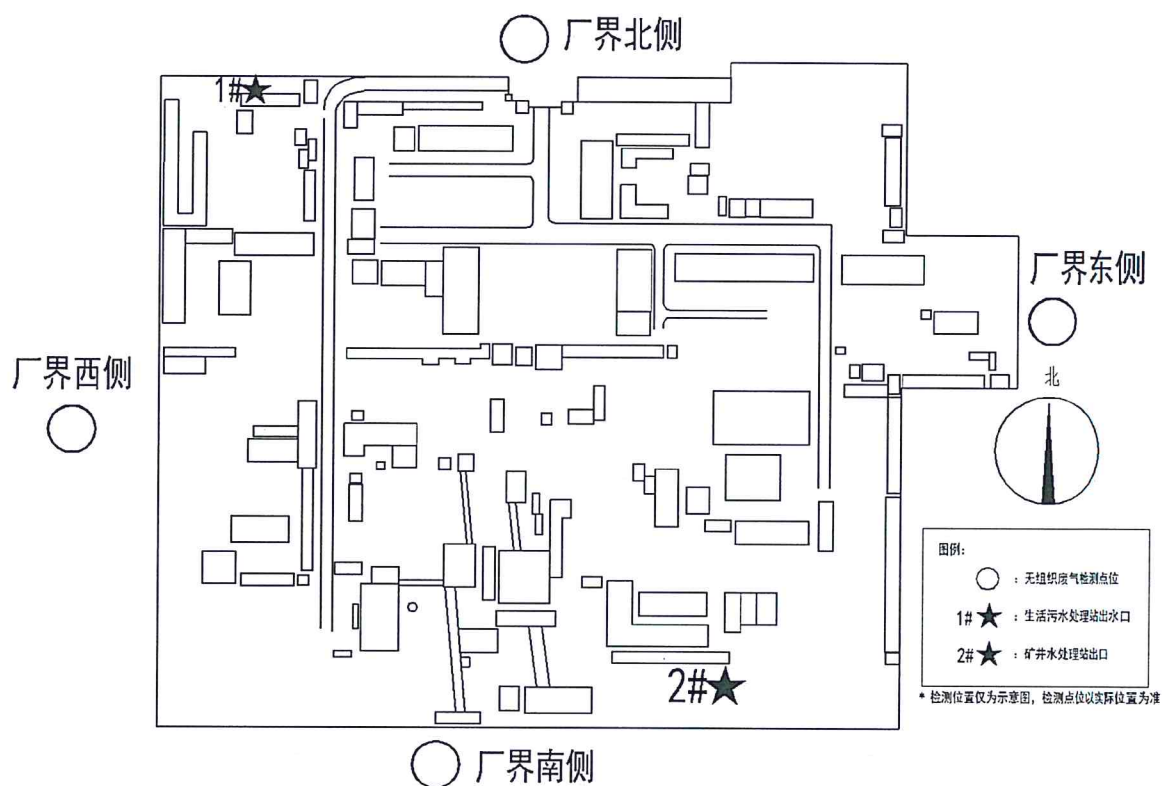 厂界北侧
1#
厂界东侧
北
厂界西侧
图例:
：无组织废气检测点位
1# ：生活污水处理站出水口
2# ：矿井水处理站出口
* 检测位置仅为示意图，检测点位以实际位置为准
2#
厂界南侧